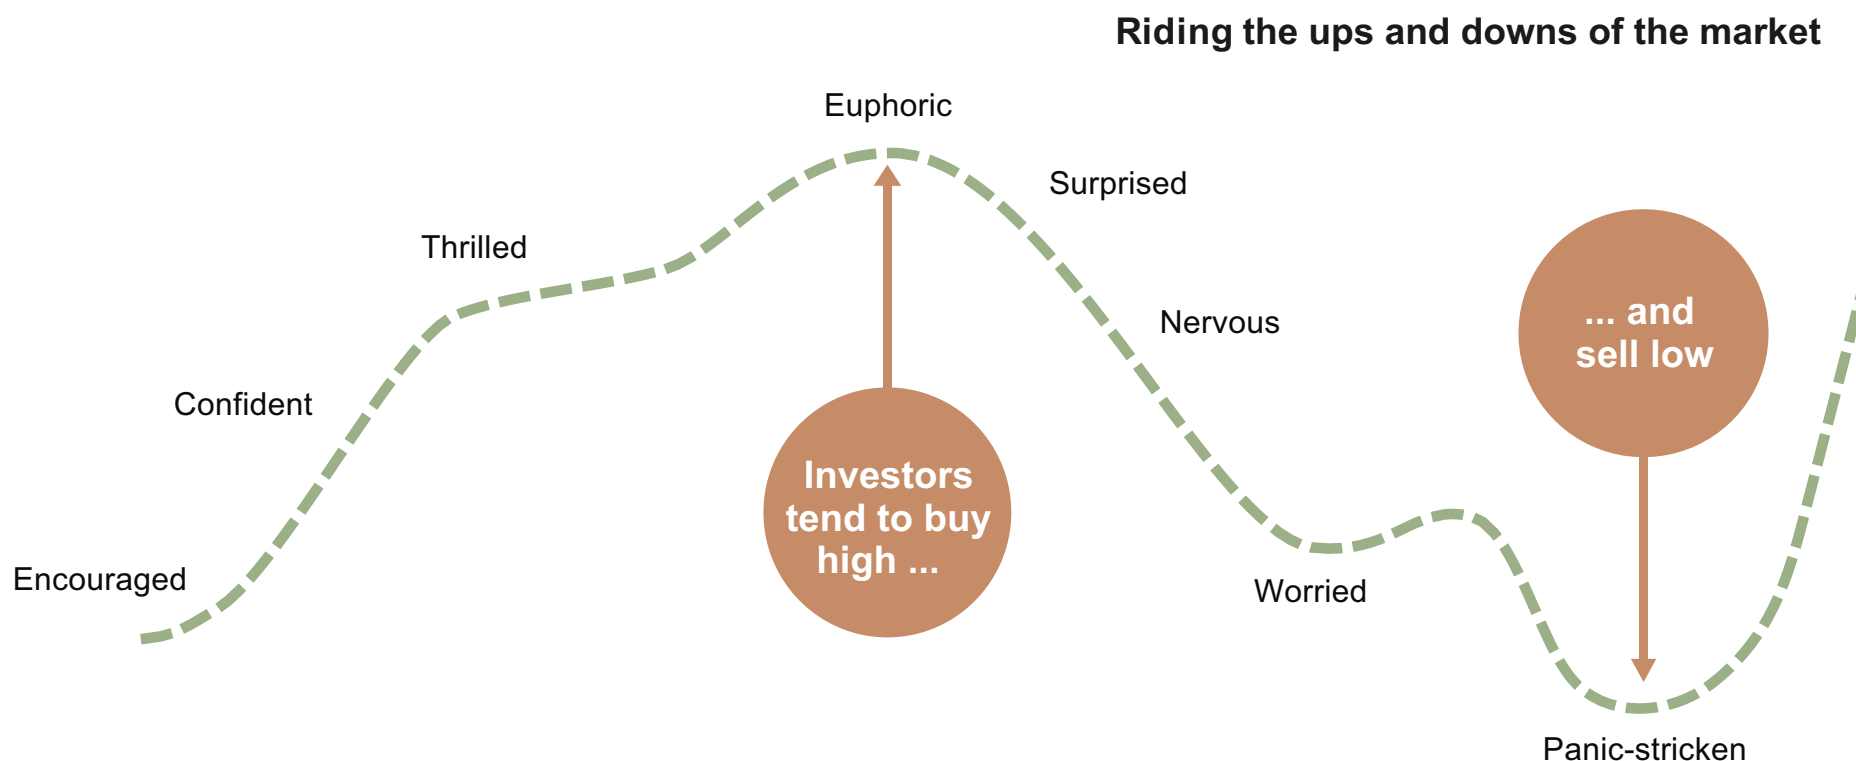 Riding the ups and downs of the market
Euphoric
Surprised
Thrilled
Nervous
... and
sell low
Confident
Investors
tend to buy
high ...
Encouraged
Worried
Panic-stricken